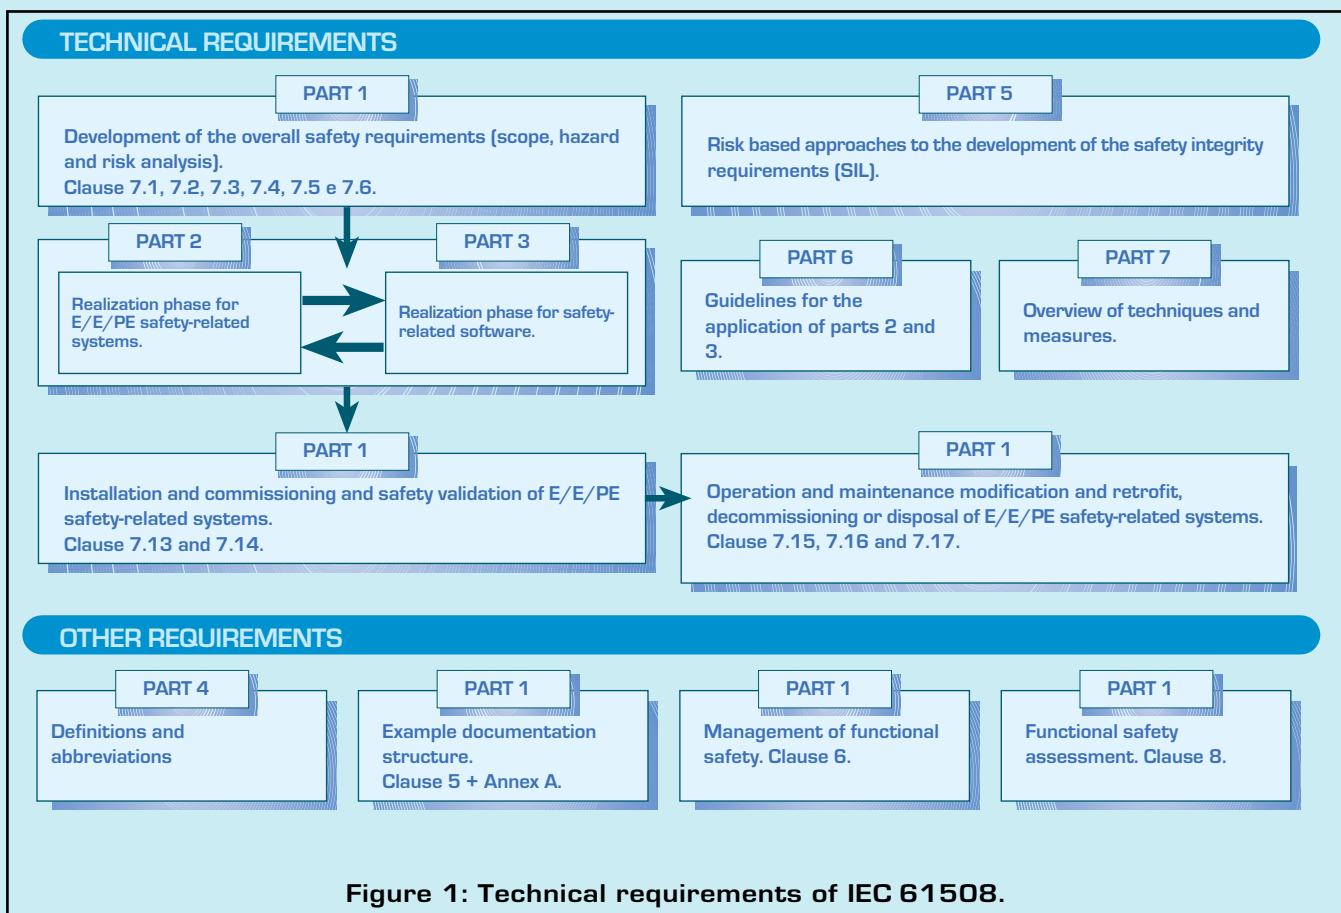 TECHNICAL REQUIREMENTS
PART 1
Development of the overall safety requirements (scope, hazard
and risk analysis).
Clause 7.1, 7.2, 7.3, 7.4, 7.5 e 7.6.
PART 5
Risk based approaches to the development of the safety integrity
requirements (SIL).
PART 2
Realization phase for
E/E/PE safety-related
systems.
PART 3
Realization phase for safety-
related software.
PART 6
Guidelines for the
application of parts 2 and
3.
PART 7
Overview of techniques and
measures.
PART 1
Installation and commissioning and safety validation of E/E/PE
safety-related systems.
Clause 7.13 and 7.14.
PART 1
Operation and maintenance modification and retrofit,
decommissioning or disposal of E/E/PE safety-related systems.
Clause 7.15, 7.16 and 7.17.
OTHER REQUIREMENTS
PART 4
Definitions and
abbreviations
PART 1
Example documentation
structure.
Clause 5 + Annex A.
PART 1
Management of functional
safety. Clause 6.
PART 1
Functional safety
assessment. Clause 8.
Figure 1: Technical requirements of IEC 61508.